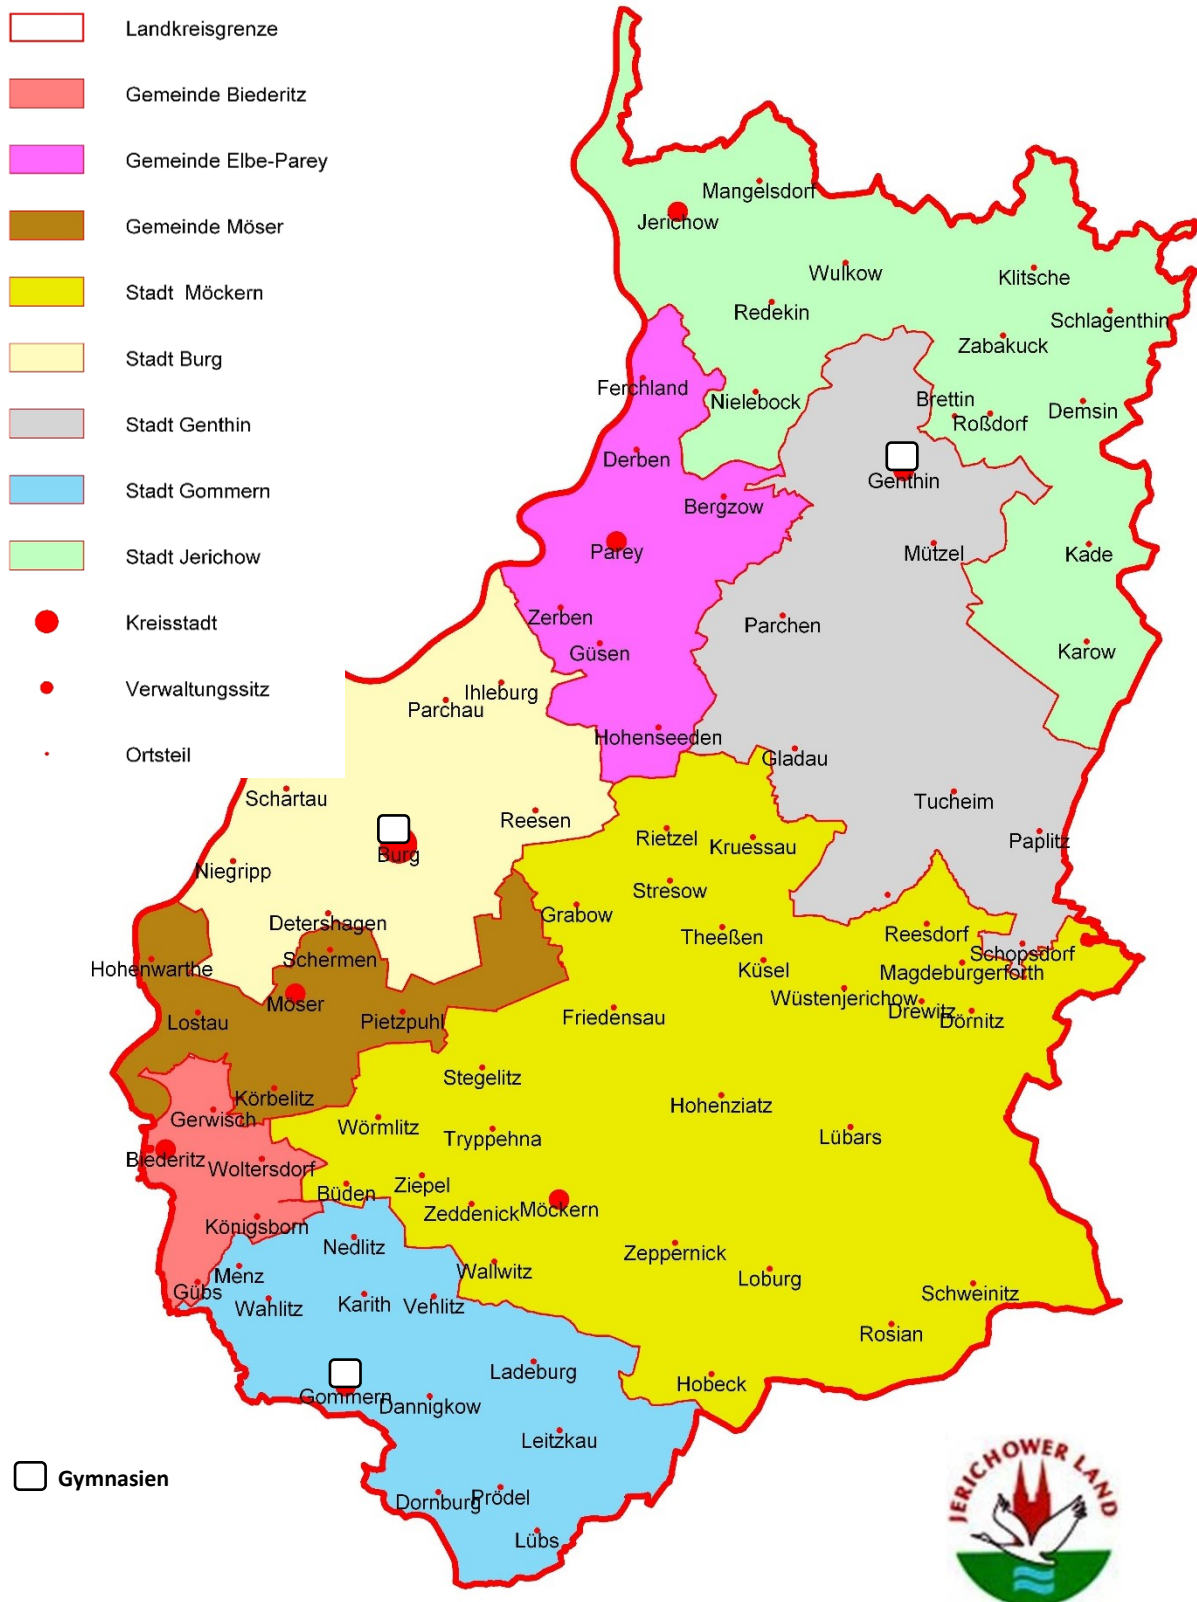 Landkreisgrenze
Gemeinde Biederitz
Gemeinde Elbe-Parey
Gemeinde Möser
Stadt Möckern
Stadt Burg
Stadt Genthin
Stadt Gommern
Stadt Jerichow
Kreisstadt
Verwaltungssitz
Ortsteil
Mangelsdorf
Jerichow
Wulkow
Klitsche
Redekin
Schlagenthin
Zabakuck
Ferchland
Nielebock
Brettin
Roßdorf
Demsin
Derben
Genthin
Bergzow
Parey
Mützel
Kade
Zerben
Parchen
Güsen
Karow
Ihleburg
Parchau
Hohenseeden
Gladau
Schartau
Tucheim
Reesen
Rietzel
Kruessau
Paplitz
Burg
Niegripp
Stresow
Grabow
Detershagen
Theeßen
Reesdorf
Schermen
Schopsdorf
Hohenwarthe
Küsel
Magdeburgerforth
Möser
Wüstenjerichow
Lostau
Pietzpuhl
Friedensau
Drewitz
Dörnitz
Stegelitz
Körbelitz
Hohenziatz
Gerwisch
Wörmlitz
Tryppehna
Lübars
Biederitz
Woltersdorf
Büden
Ziepel
Zeddenick
Möckern
Königsborn
Nedlitz
Zeppernick
Menz
Wallwitz
Loburg
Gübs
Wahlitz
Karith
Vehlitz
Schweinitz
Rosian
Ladeburg
Hobeck
Gommern
Dannigkow
Leitzkau
Gymnasien
Dornburg
Prödel
Lübs
JERICHOWER LAND